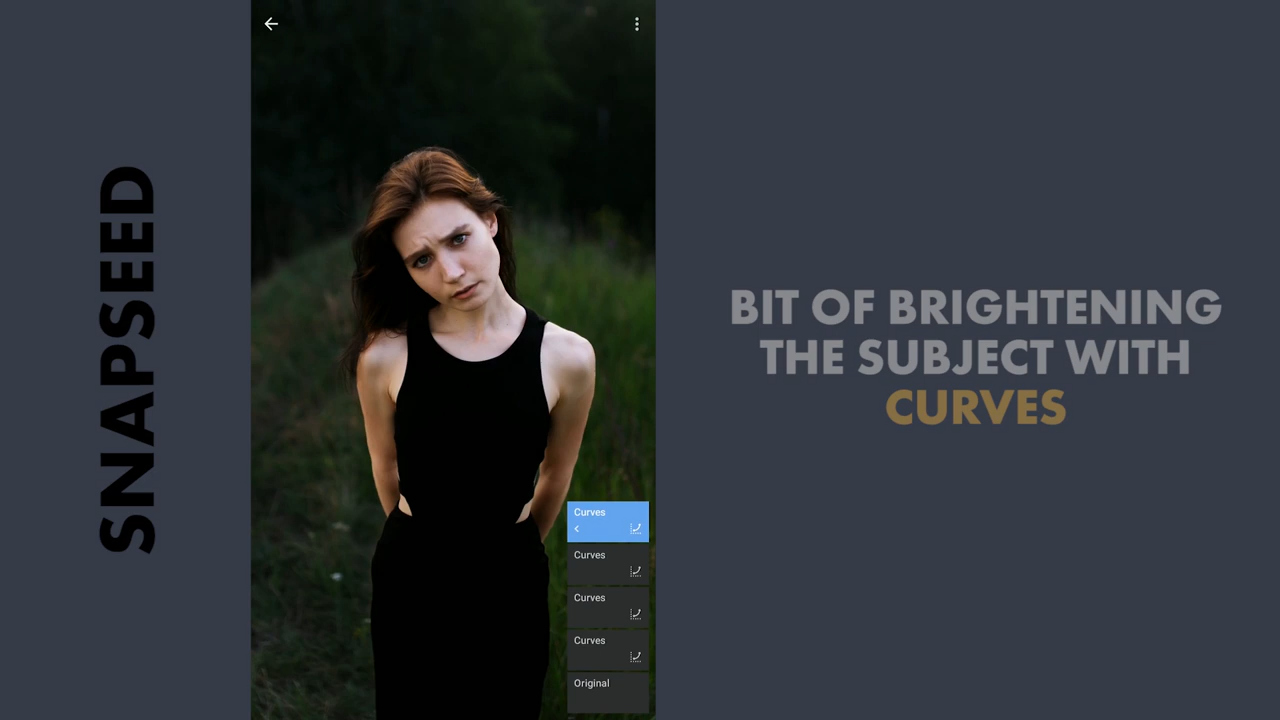 SNAPSEED
Curves
Curves
Curves
Curves
Original
BIT OF BRIGHTENING
THE SUBJECT WITH
CURVES